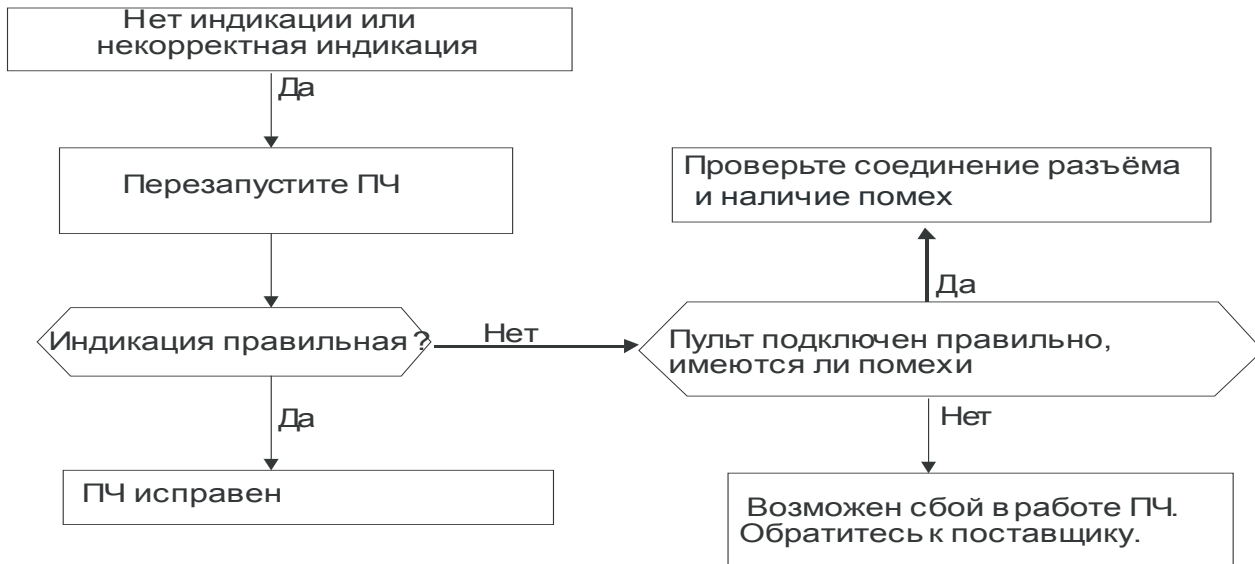 Нет индикации или
некорректная индикация
Да
Перезапустите ПЧ
Индикация правильная ?
Нет
Да
ПЧ исправен
Проверьте соединение разъёма
и наличие помех
Да
Пульт подключен правильно,
имеются ли помехи
Нет
Возможен сбой в работе ПЧ.
Обратитесь к поставщику.